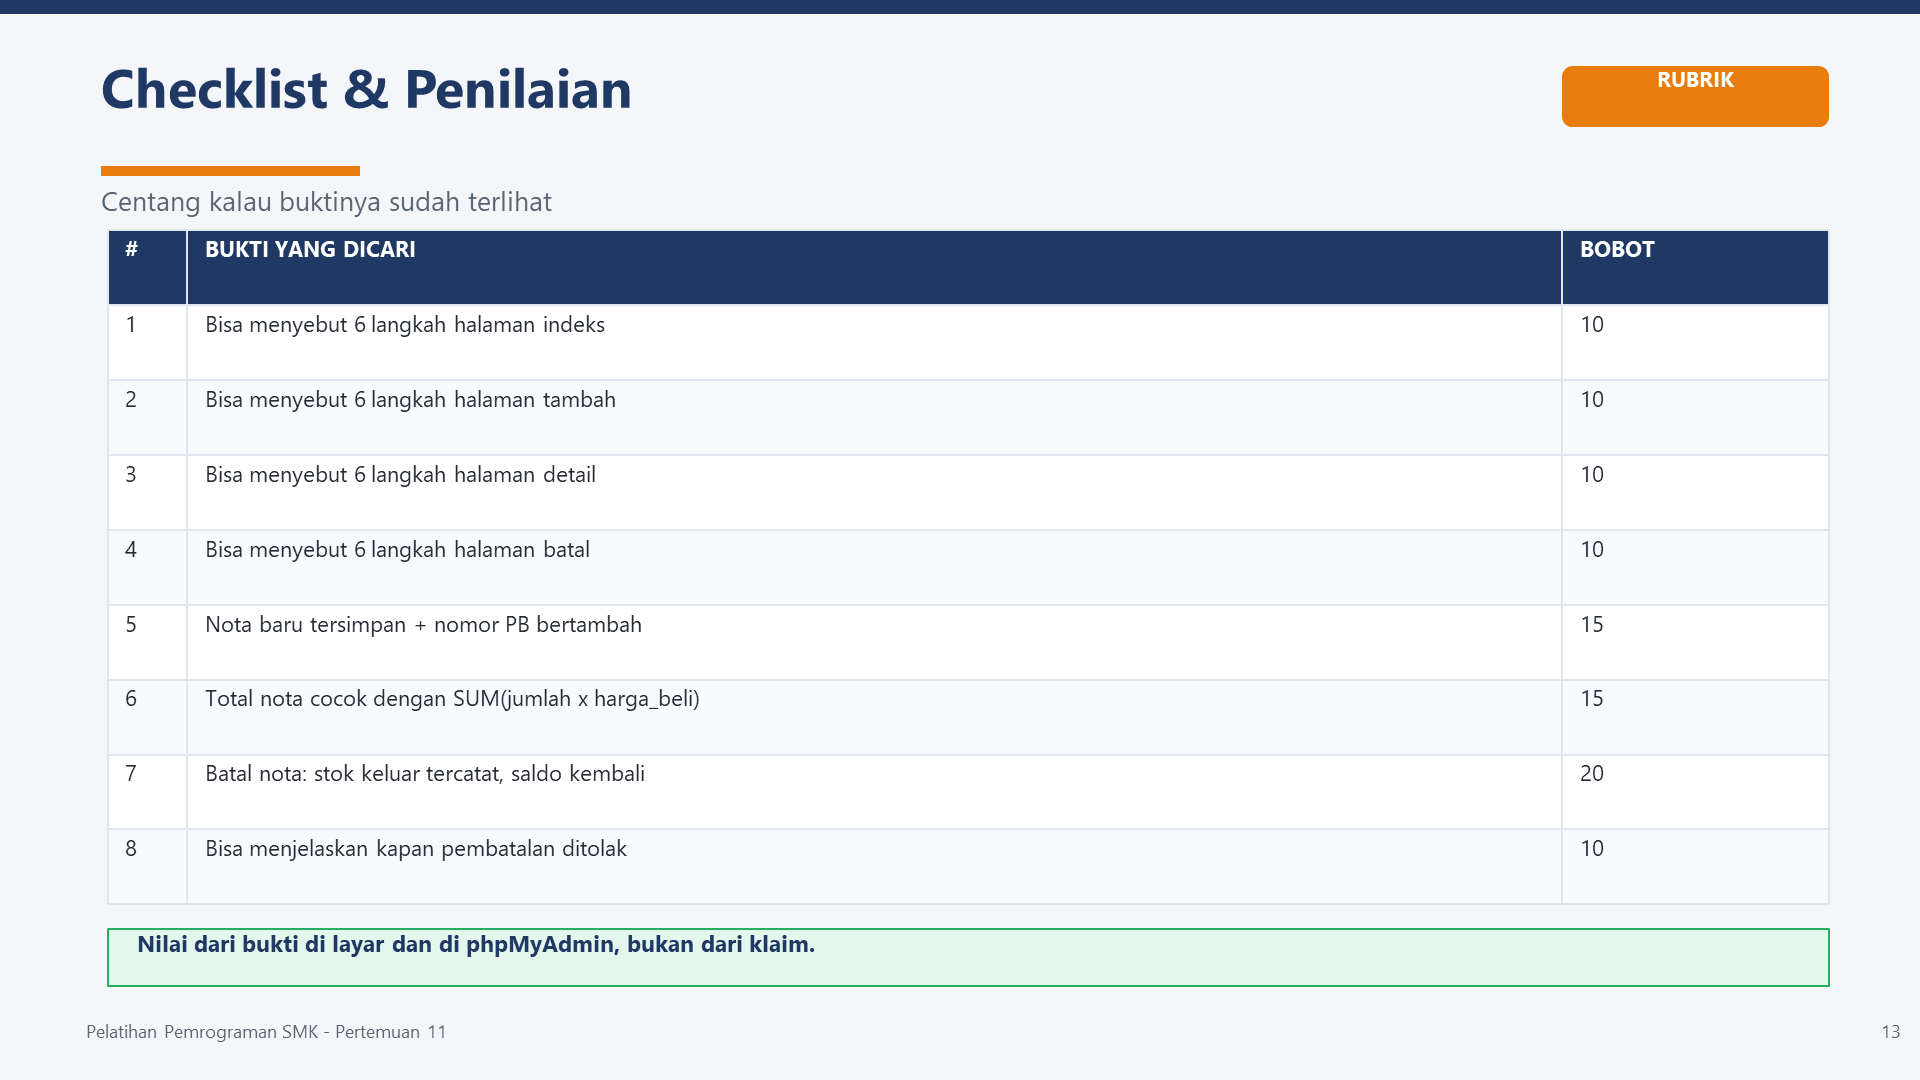 Checklist & Penilaian
RUBRIK
Centang kalau buktinya sudah terlihat
# BUKTI YANG DICARI BOBOT
1 Bisa menyebut 6 langkah halaman indeks 10
2 Bisa menyebut 6 langkah halaman tambah 10
3 Bisa menyebut 6 langkah halaman detail 10
4 Bisa menyebut 6 langkah halaman batal 10
5 Nota baru tersimpan + nomor PB bertambah 15
6 Total nota cocok dengan SUM(jumlah x harga_beli) 15
7 Batal nota: stok keluar tercatat, saldo kembali 20
8 Bisa menjelaskan kapan pembatalan ditolak 10
Nilai dari bukti di layar dan di phpMyAdmin, bukan dari klaim.
Pelatihan Pemrograman SMK - Pertemuan 11
13